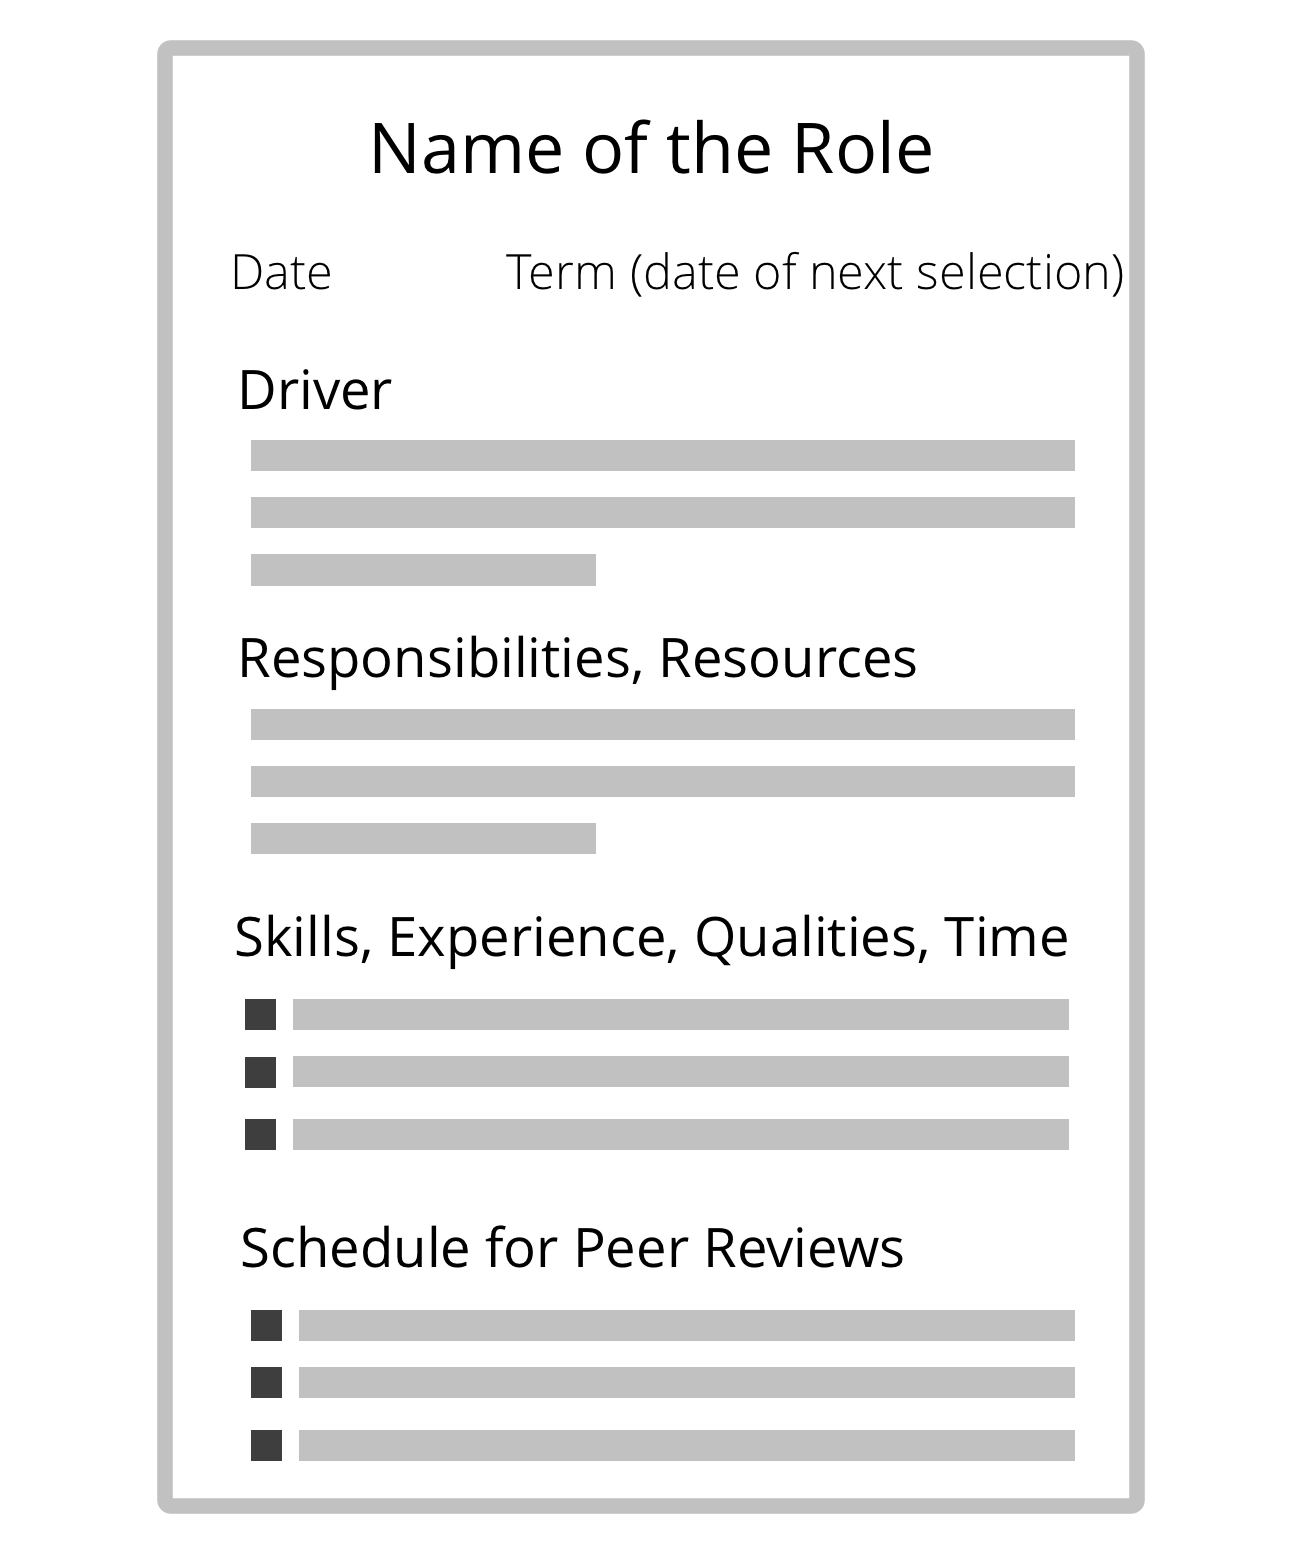 Name of the Role
Date Term (date of next selection)
Driver
Responsibilities, Resources
Skills, Experience, Qualities, Time
Schedule for Peer Reviews